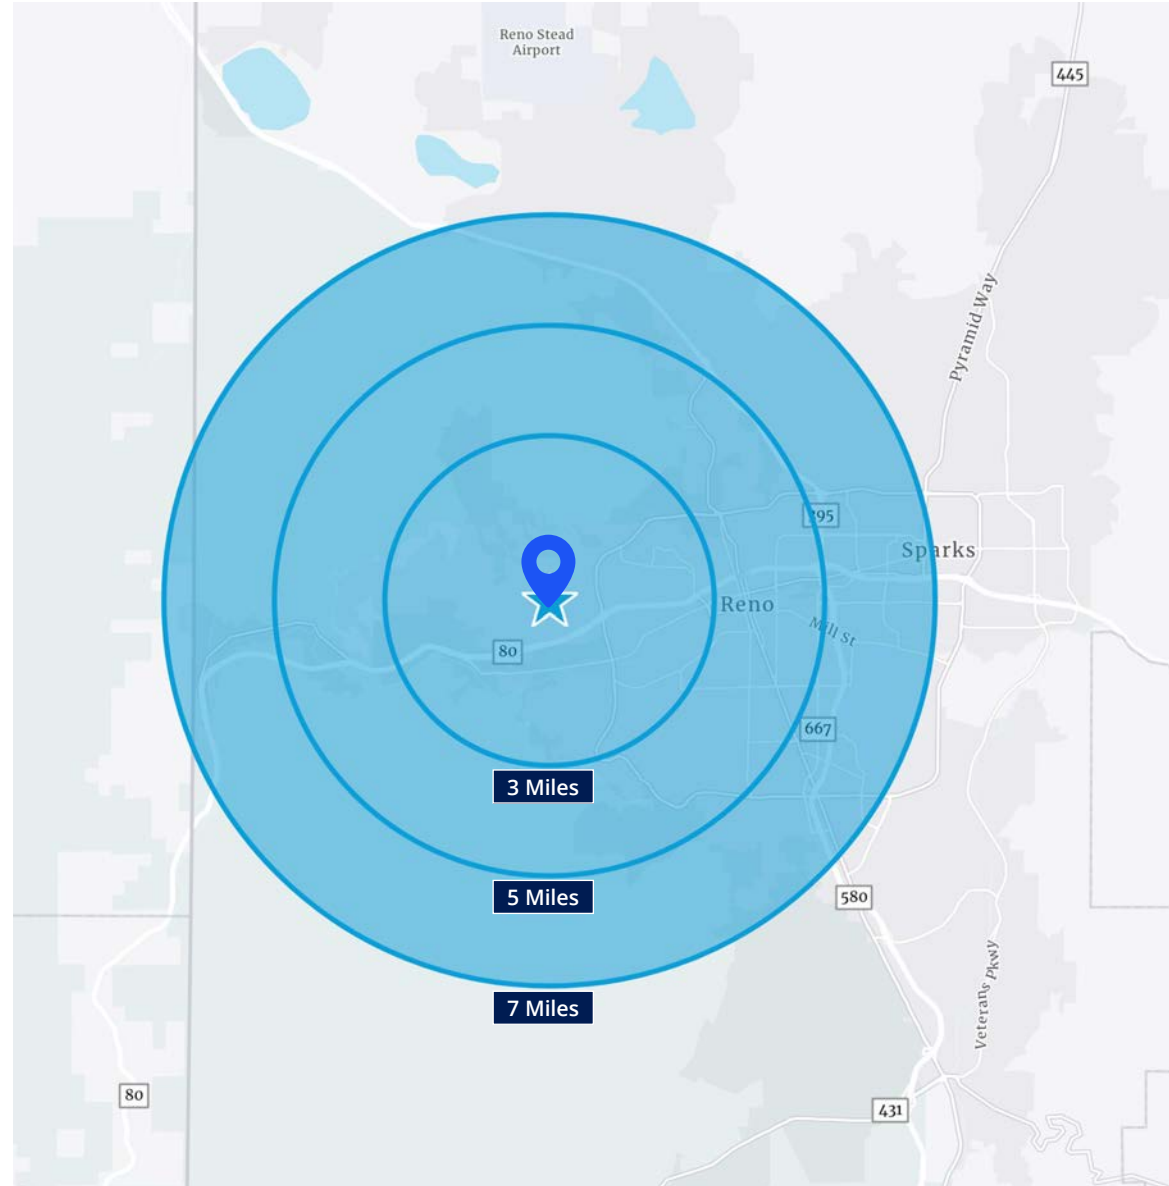 Reno Stead
Airport
445
Pyramid Way
395
Sparks
Reno
Mill St
80
667
3 Miles
5 Miles
580
Veterans Pkwy
7 Miles
80
431